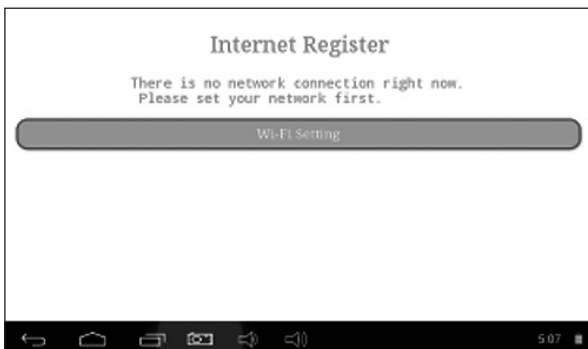 Internet Register
There is no network connection right now.
Please set your network first.
Wi-Fi Setting
5:07